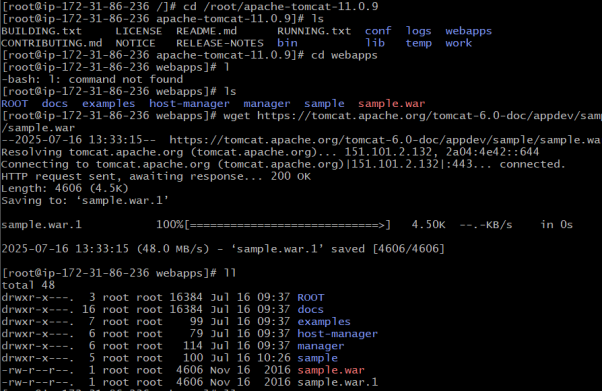 [root@ip-172-31-86-236 /]# cd /root/apache-tomcat-11.0.9
[root@ip-172-31-86-236 apache-tomcat-11.0.9]# ls
BUILDING.txt     LICENSE  README.md      RUNNING.txt  conf  logs  webapps
CONTRIBUTING.md  NOTICE   RELEASE-NOTES  bin          lib   temp  work
[root@ip-172-31-86-236 apache-tomcat-11.0.9]# cd webapps
[root@ip-172-31-86-236 webapps]# l
-bash: l: command not found
[root@ip-172-31-86-236 webapps]# ls
ROOT  docs  examples  host-manager  manager  sample  sample.war
[root@ip-172-31-86-236 webapps]# wget https://tomcat.apache.org/tomcat-6.0-doc/appdev/sam
/sample.war
--2025-07-16 13:33:15--  https://tomcat.apache.org/tomcat-6.0-doc/appdev/sample/sample.wa
Resolving tomcat.apache.org (tomcat.apache.org)... 151.101.2.132, 2a04:4e42::644
Connecting to tomcat.apache.org (tomcat.apache.org)|151.101.2.132|:443... connected.
HTTP request sent, awaiting response... 200 OK
Length: 4606 (4.5K)
Saving to: ‘sample.war.1’
sample.war.1        100%[===========================>]   4.50K  --.-KB/s    in 0s
2025-07-16 13:33:15 (48.0 MB/s) - ‘sample.war.1’ saved [4606/4606]
[root@ip-172-31-86-236 webapps]# ll
total 48
drwxr-x---.  3 root root 16384 Jul 16 09:37 ROOT
drwxr-x---. 16 root root 16384 Jul 16 09:37 docs
drwxr-x---.  7 root root    99 Jul 16 09:37 examples
drwxr-x---.  6 root root    79 Jul 16 09:37 host-manager
drwxr-x---.  6 root root   114 Jul 16 09:37 manager
drwxr-x---.  5 root root   100 Jul 16 10:26 sample
-rw-r--r--.  1 root root  4606 Nov 16  2016 sample.war
-rw-r--r--.  1 root root  4606 Nov 16  2016 sample.war.1